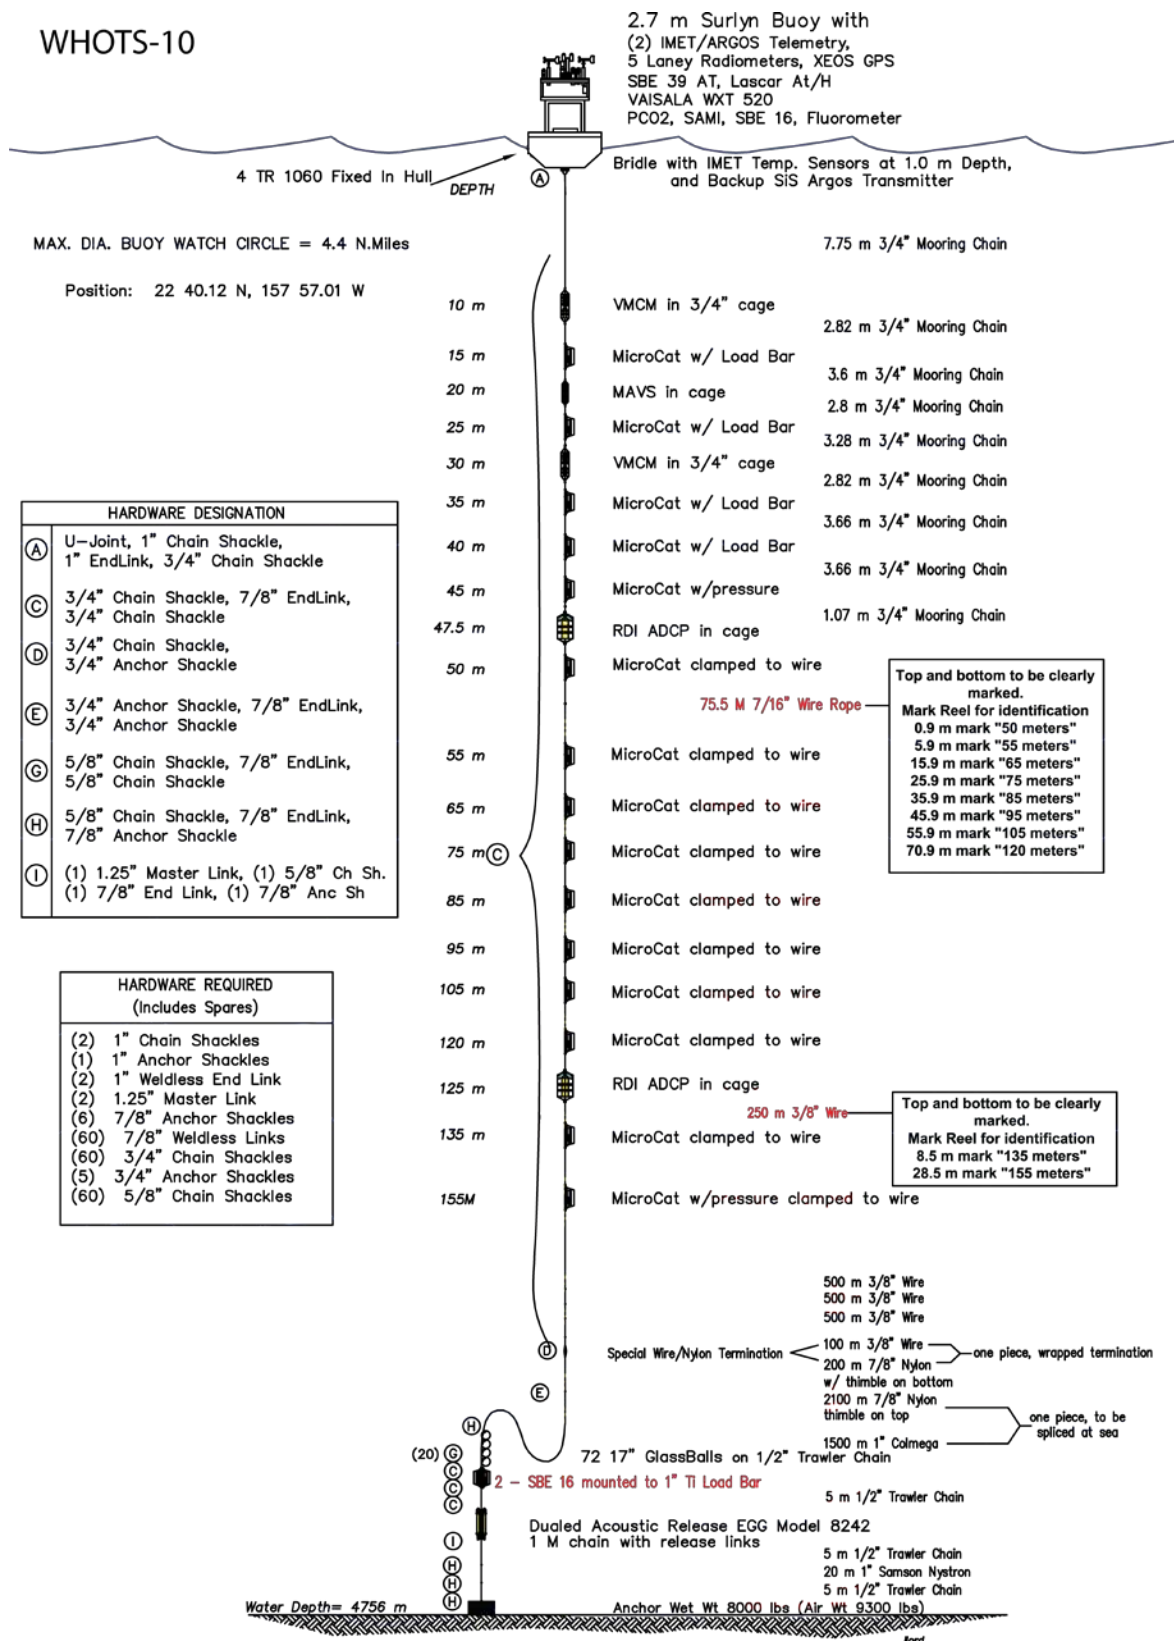 WHOTS-10
2.7 m Surlyn Buoy with
(2) IMET/ARGOS Telemetry,
5 Laney Radiometers, XEOS GPS
SBE 39 AT, Lascar At/H
VAISALA WXT 520
PCO2, SAMI, SBE 16, Fluorometer
4 TR 1060 Fixed In Hull
DEPTH
A
Bridle with IMET Temp. Sensors at 1.0 m Depth,
and Backup SiS Argos Transmitter
MAX. DIA. BUOY WATCH CIRCLE = 4.4 N.Miles
7.75 m 3/4" Mooring Chain
Position: 22 40.12 N, 157 57.01 W
10 m VMCM in 3/4" cage
2.82 m 3/4" Mooring Chain
15 m MicroCat w/ Load Bar
3.6 m 3/4" Mooring Chain
20 m MAVS in cage
2.8 m 3/4" Mooring Chain
25 m MicroCat w/ Load Bar
3.28 m 3/4" Mooring Chain
30 m VMCM in 3/4" cage
2.82 m 3/4" Mooring Chain
35 m MicroCat w/ Load Bar
3.66 m 3/4" Mooring Chain
40 m MicroCat w/ Load Bar
3.66 m 3/4" Mooring Chain
45 m MicroCat w/pressure
1.07 m 3/4" Mooring Chain
47.5 m RDI ADCP in cage
50 m MicroCat clamped to wire
75.5 M 7/16" Wire Rope
Top and bottom to be clearly
marked.
Mark Reel for identification
0.9 m mark "50 meters"
5.9 m mark "55 meters"
15.9 m mark "65 meters"
25.9 m mark "75 meters"
35.9 m mark "85 meters"
45.9 m mark "95 meters"
55.9 m mark "105 meters"
70.9 m mark "120 meters"
55 m MicroCat clamped to wire
65 m MicroCat clamped to wire
75 m C MicroCat clamped to wire
85 m MicroCat clamped to wire
95 m MicroCat clamped to wire
105 m MicroCat clamped to wire
120 m MicroCat clamped to wire
125 m RDI ADCP in cage
250 m 3/8" Wire
Top and bottom to be clearly
marked.
Mark Reel for identification
8.5 m mark "135 meters"
28.5 m mark "155 meters"
135 m MicroCat clamped to wire
155M MicroCat w/pressure clamped to wire
HARDWARE DESIGNATION
A U-Joint, 1" Chain Shackle,
1" EndLink, 3/4" Chain Shackle
C 3/4" Chain Shackle, 7/8" EndLink,
3/4" Chain Shackle
D 3/4" Chain Shackle,
3/4" Anchor Shackle
E 3/4" Anchor Shackle, 7/8" EndLink,
3/4" Anchor Shackle
G 5/8" Chain Shackle, 7/8" EndLink,
5/8" Chain Shackle
H 5/8" Chain Shackle, 7/8" EndLink,
7/8" Anchor Shackle
I (1) 1.25" Master Link, (1) 5/8" Ch Sh.
(1) 7/8" End Link, (1) 7/8" Anc Sh
HARDWARE REQUIRED
(Includes Spares)
(2) 1" Chain Shackles
(1) 1" Anchor Shackles
(2) 1" Weldless End Link
(2) 1.25" Master Link
(6) 7/8" Anchor Shackles
(60) 7/8" Weldless Links
(60) 3/4" Chain Shackles
(5) 3/4" Anchor Shackles
(60) 5/8" Chain Shackles
500 m 3/8" Wire
500 m 3/8" Wire
500 m 3/8" Wire
D
Special Wire/Nylon Termination
100 m 3/8" Wire
200 m 7/8" Nylon
one piece, wrapped termination
w/ thimble on bottom
E
2100 m 7/8" Nylon
thimble on top
1500 m 1" Colmega
one piece, to be
spliced at sea
H
(20) G
72 17" GlassBalls on 1/2" Trawler Chain
C
2 - SBE 16 mounted to 1" Ti Load Bar
C
C
5 m 1/2" Trawler Chain
Dualed Acoustic Release EGG Model 8242
1 M chain with release links
I
5 m 1/2" Trawler Chain
H
20 m 1" Samson Nystron
H
5 m 1/2" Trawler Chain
H
Water Depth= 4756 m
Anchor Wet Wt 8000 lbs (Air Wt 9300 lbs)